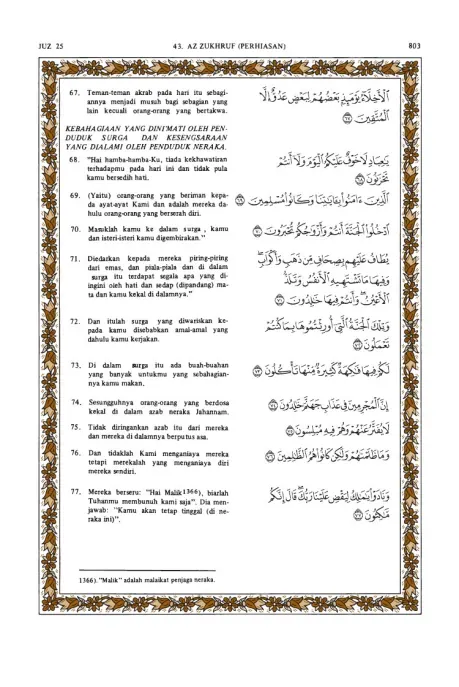 JUZ 25 43. AZ ZUKHRUF (PERHIASAN) 803
67. Teman-teman akrab pada hari itu sebagi-
annya menjadi musuh bagi sebagian yang
lain kecuali orang-orang yang bertakwa.
ٱلْأَخِلَّآءُ يَوْمَئِذٍۭ بَعْضُهُمْ لِبَعْضٍ عَدُوٌّ إِلَّا
ٱلْمُتَّقِينَ ﴿٦٧﴾
KEBAHAGIAAN YANG DINI'MATI OLEH PEN-
DUDUK SURGA DAN KESENGSARAAN
YANG DIALAMI OLEH PENDUDUK NERAKA.
68. "Hai hamba-hamba-Ku, tiada kekhawatiran
terhadapmu pada hari ini dan tidak pula
kamu bersedih hati.
يَٰعِبَادِ لَا خَوْفٌ عَلَيْكُمُ ٱلْيَوْمَ وَلَآ أَنتُمْ
تَحْزَنُونَ ﴿٦٨﴾
69. (Yaitu) orang-orang yang beriman kepa-
da ayat-ayat Kami dan adalah mereka da-
hulu orang-orang yang berserah diri.
ٱلَّذِينَ ءَامَنُوا۟ بِـَٔايَٰتِنَا وَكَانُوا۟ مُسْلِمِينَ ﴿٦٩﴾
70. Masuklah kamu ke dalam surga , kamu
dan isteri-isteri kamu digembirakan."
ٱدْخُلُوا۟ ٱلْجَنَّةَ أَنتُمْ وَأَزْوَٰجُكُمْ تُحْبَرُونَ ﴿٧٠﴾
71. Diedarkan kepada mereka piring-piring
dari emas, dan piala-piala dan di dalam
surga itu terdapat segala apa yang di-
ingini oleh hati dan sedap (dipandang) ma-
ta dan kamu kekal di dalamnya."
يُطَافُ عَلَيْهِم بِصِحَافٍ مِّن ذَهَبٍ وَأَكْوَابٍ ۖ
وَفِيهَا مَا تَشْتَهِيهِ ٱلْأَنفُسُ وَتَلَذُّ
ٱلْأَعْيُنُ ۖ وَأَنتُمْ فِيهَا خَٰلِدُونَ ﴿٧١﴾
72. Dan itulah surga yang diwariskan ke-
pada kamu disebabkan amal-amal yang
dahulu kamu kerjakan.
وَتِلْكَ ٱلْجَنَّةُ ٱلَّتِىٓ أُورِثْتُمُوهَا بِمَا كُنتُمْ
تَعْمَلُونَ ﴿٧٢﴾
73. Di dalam surga itu ada buah-buahan
yang banyak untukmu yang sebahagian-
nya kamu makan.
لَكُمْ فِيهَا فَٰكِهَةٌ كَثِيرَةٌ مِّنْهَا تَأْكُلُونَ ﴿٧٣﴾
74. Sesungguhnya orang-orang yang berdosa
kekal di dalam azab neraka Jahannam.
إِنَّ ٱلْمُجْرِمِينَ فِى عَذَابِ جَهَنَّمَ خَٰلِدُونَ ﴿٧٤﴾
75. Tidak diringankan azab itu dari mereka
dan mereka di dalamnya berputus asa.
لَا يُفَتَّرُ عَنْهُمْ وَهُمْ فِيهِ مُبْلِسُونَ ﴿٧٥﴾
76. Dan tidaklah Kami menganiaya mereka
tetapi merekalah yang menganiaya diri
mereka sendiri.
وَمَا ظَلَمْنَٰهُمْ وَلَٰكِن كَانُوا۟ هُمُ ٱلظَّٰلِمِينَ ﴿٧٦﴾
77. Mereka berseru: "Hai Malik1366), biarlah
Tuhanmu membunuh kami saja". Dia men-
jawab: "Kamu akan tetap tinggal (di ne-
raka ini)".
وَنَادَوْا۟ يَٰمَٰلِكُ لِيَقْضِ عَلَيْنَا رَبُّكَ ۖ قَالَ إِنَّكُم
مَّٰكِثُونَ ﴿٧٧﴾
1366). "Malik" adalah malaikat penjaga neraka.